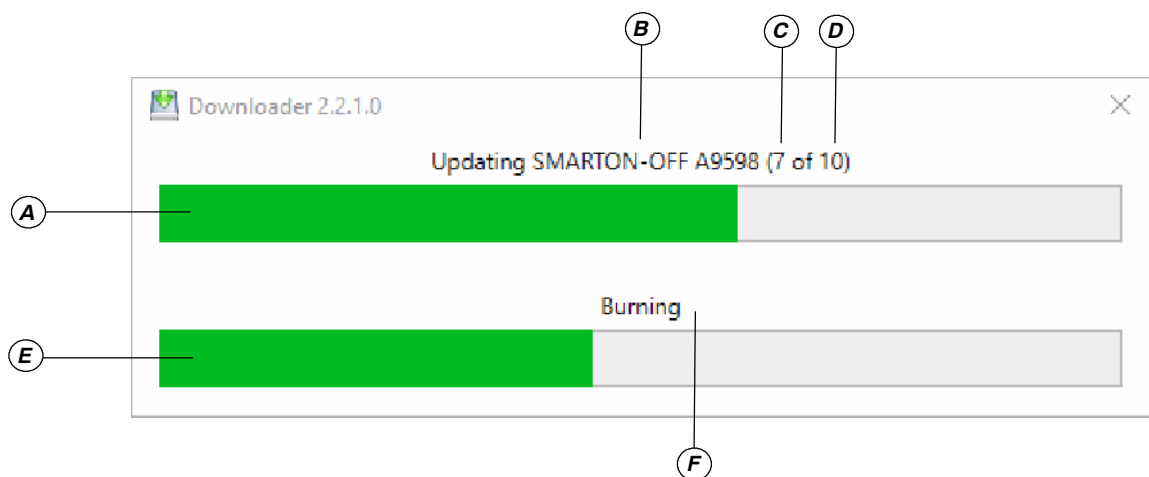 B C D
Downloader 2.2.1.0
Updating SMARTON-OFF A9598 (7 of 10)
A
Burning
E
F